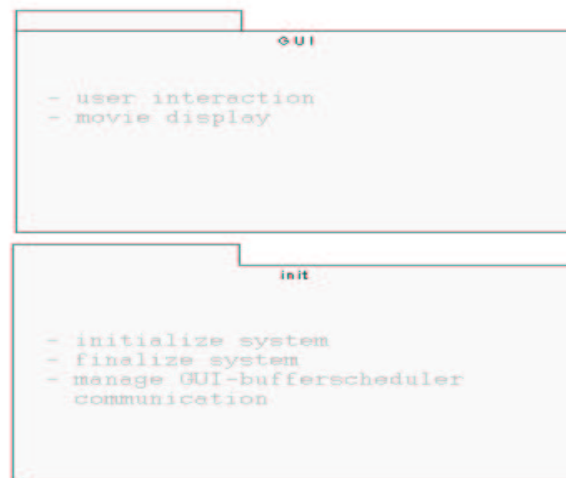 GUI
- user interaction
- movie display
init
- initialize system
- finalize system
- manage GUI-bufferscheduler
communication